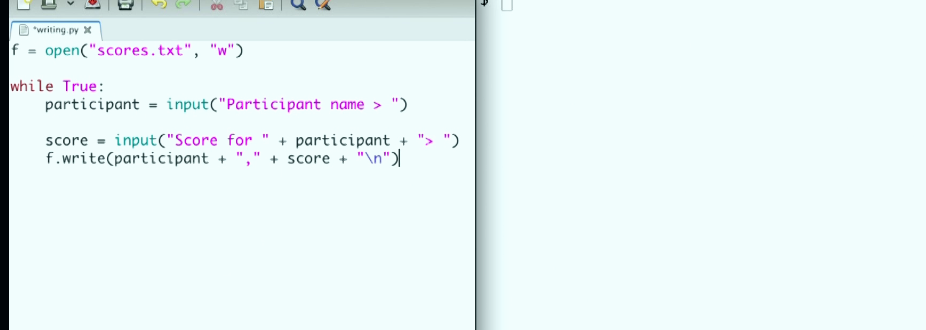 *writing.py
f = open("scores.txt", "w")
while True:
    participant = input("Participant name > ")
    score = input("Score for " + participant + "> ")
    f.write(participant + "," + score + "\n")
$